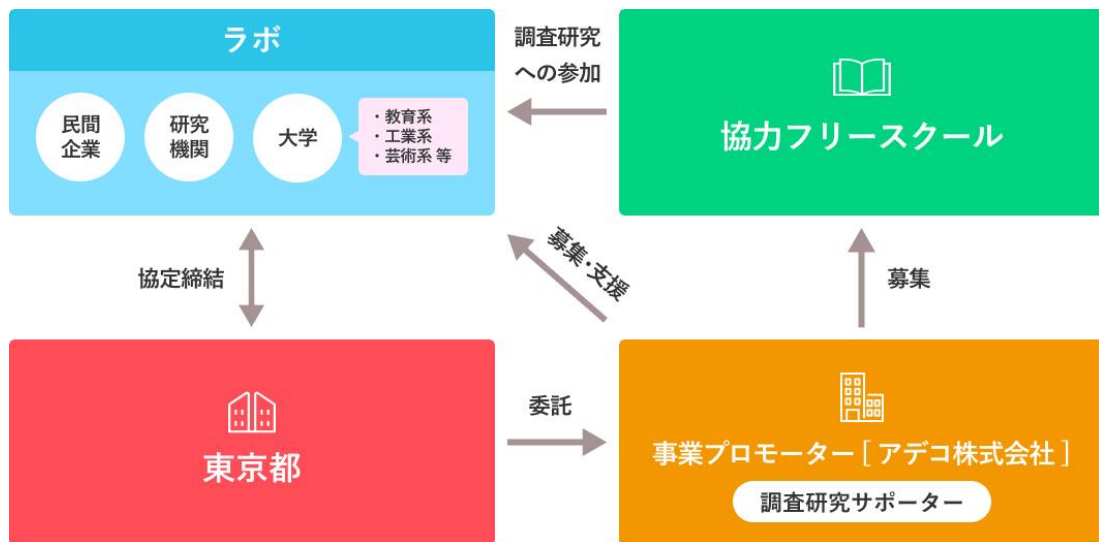 ラボ
民間
企業
研究
機関
大学
・教育系
・工業系
・芸術系 等
調査研究
への参加
協力フリースクール
協定締結
募集・支援
募集
東京都
委託
事業プロモーター［アデコ株式会社］
調査研究サポーター